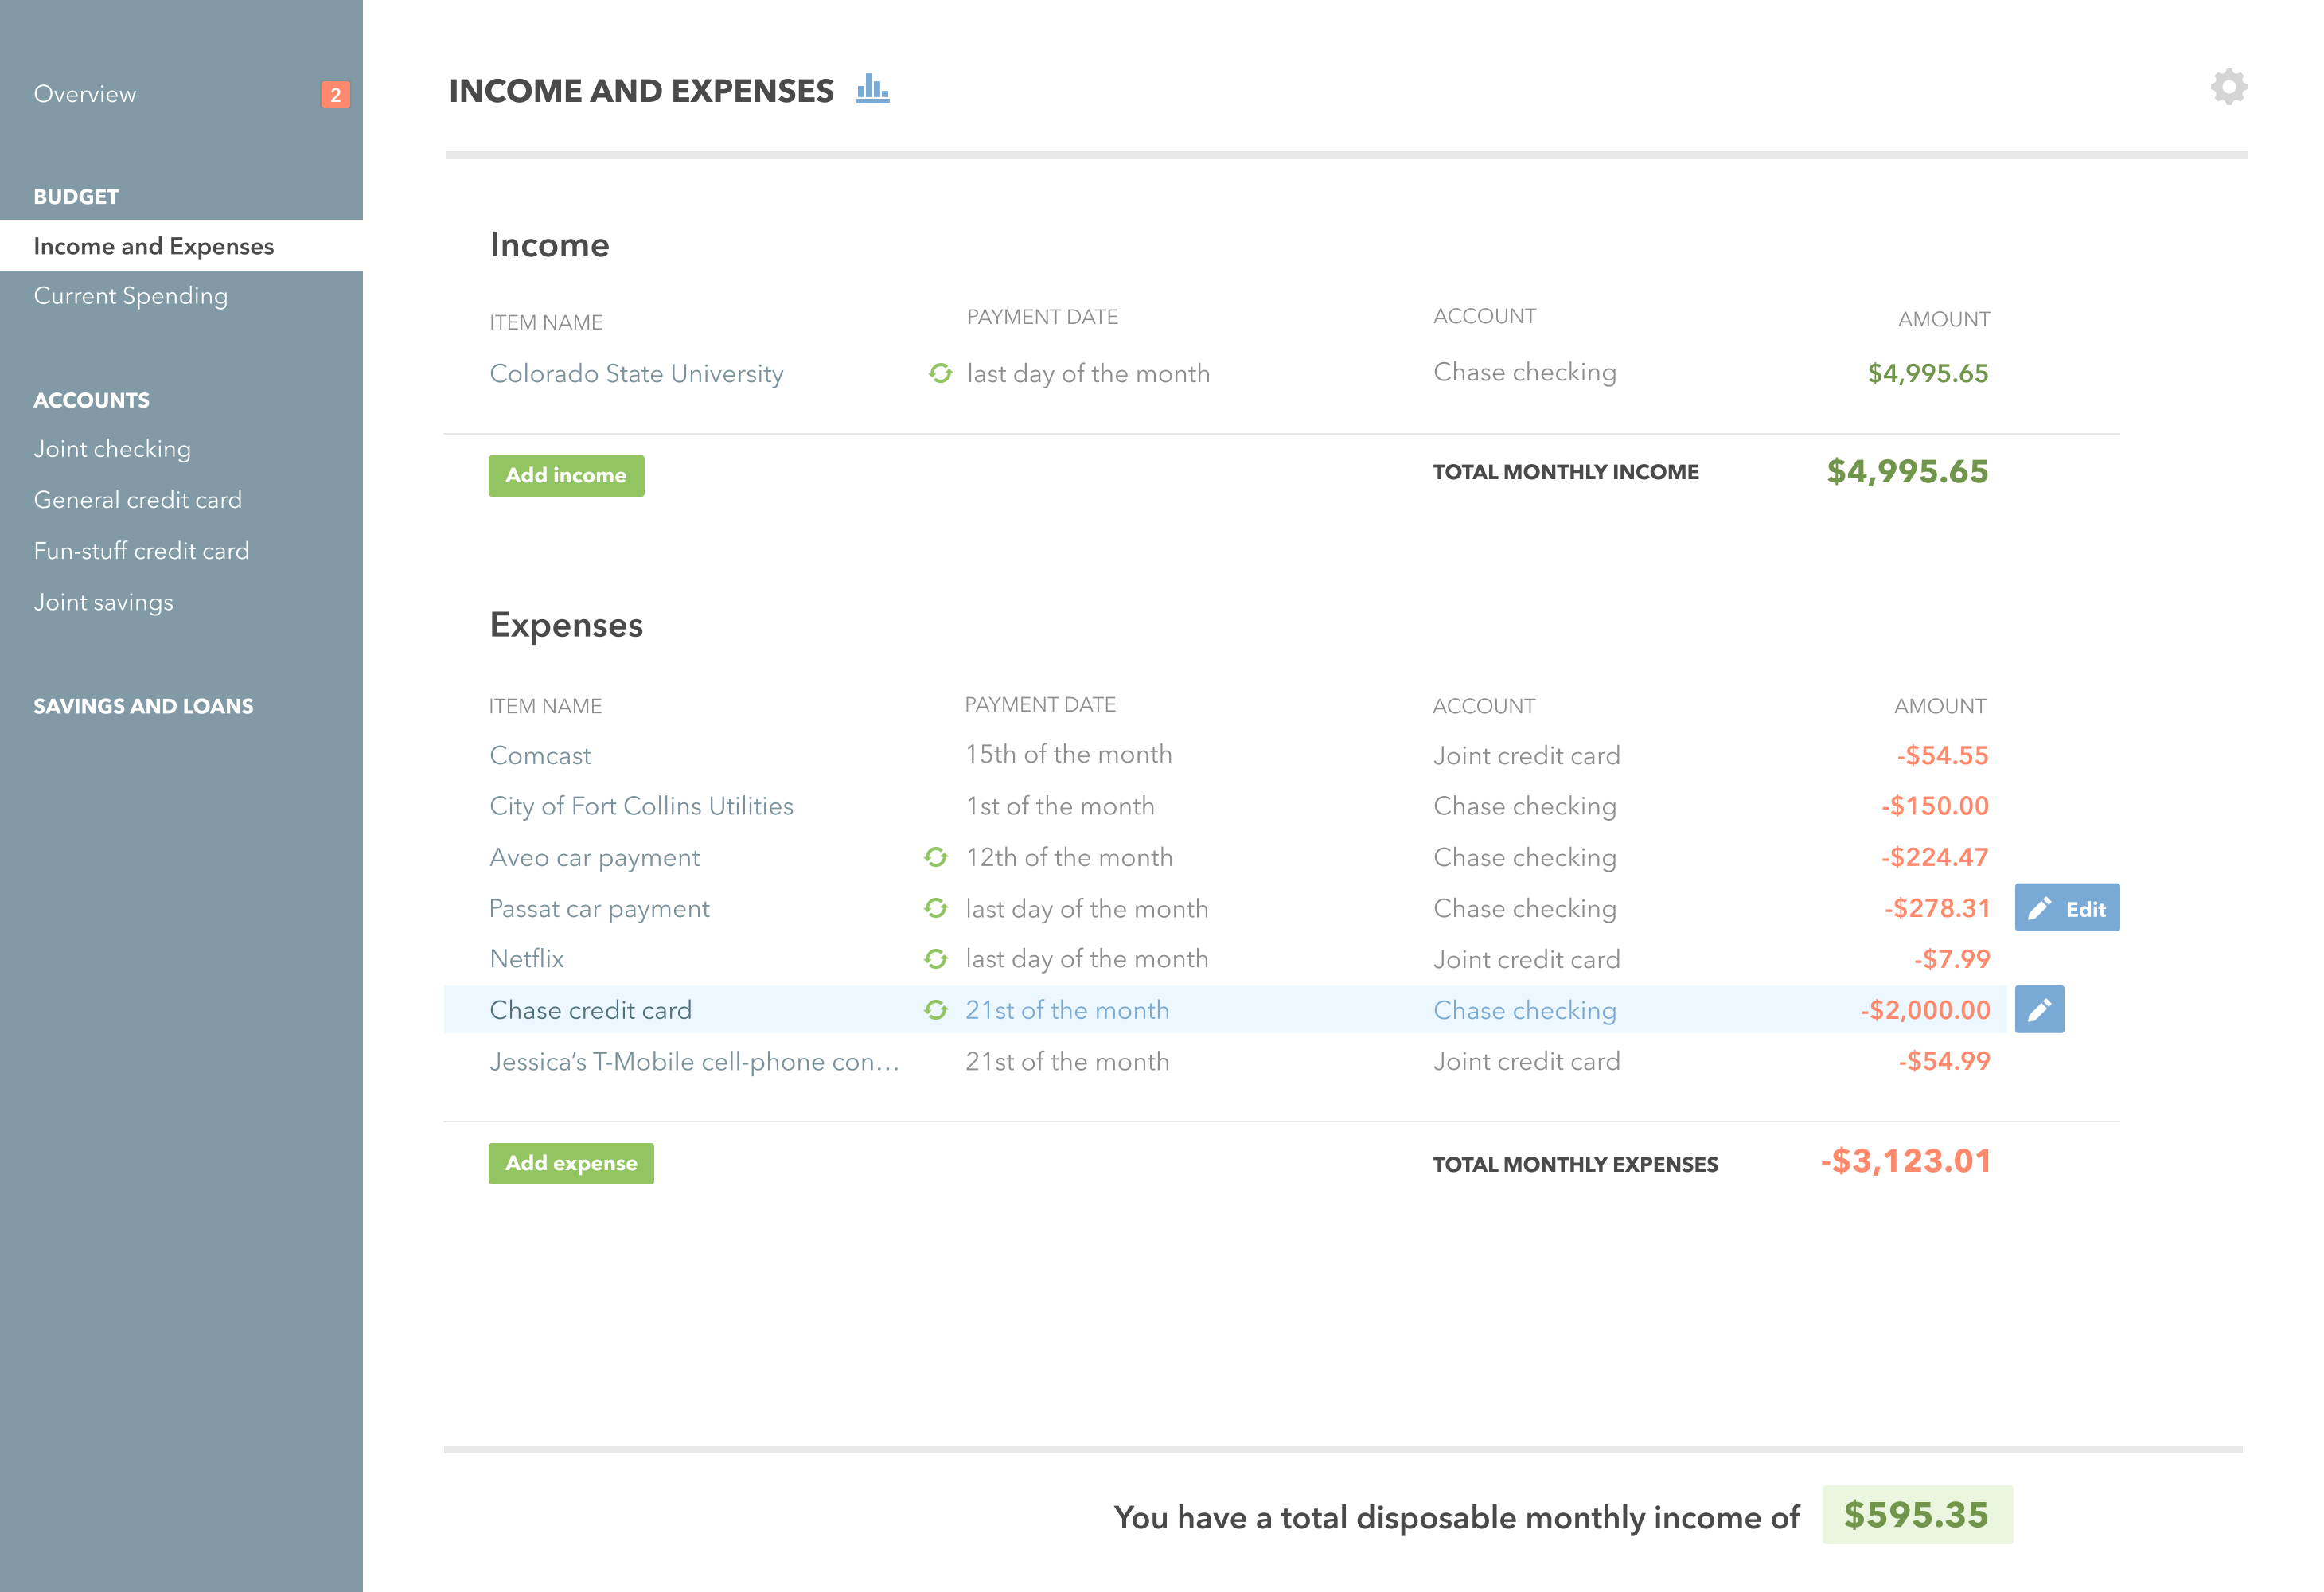 Overview 2
BUDGET
Income and Expenses
Current Spending
ACCOUNTS
Joint checking
General credit card
Fun-stuff credit card
Joint savings
SAVINGS AND LOANS
INCOME AND EXPENSES
Income
ITEM NAME PAYMENT DATE ACCOUNT AMOUNT
Colorado State University last day of the month Chase checking $4,995.65
Add income TOTAL MONTHLY INCOME $4,995.65
Expenses
ITEM NAME PAYMENT DATE ACCOUNT AMOUNT
Comcast 15th of the month Joint credit card -$54.55
City of Fort Collins Utilities 1st of the month Chase checking -$150.00
Aveo car payment 12th of the month Chase checking -$224.47
Passat car payment last day of the month Chase checking -$278.31 Edit
Netflix last day of the month Joint credit card -$7.99
Chase credit card 21st of the month Chase checking -$2,000.00
Jessica’s T-Mobile cell-phone con… 21st of the month Joint credit card -$54.99
Add expense TOTAL MONTHLY EXPENSES -$3,123.01
You have a total disposable monthly income of $595.35